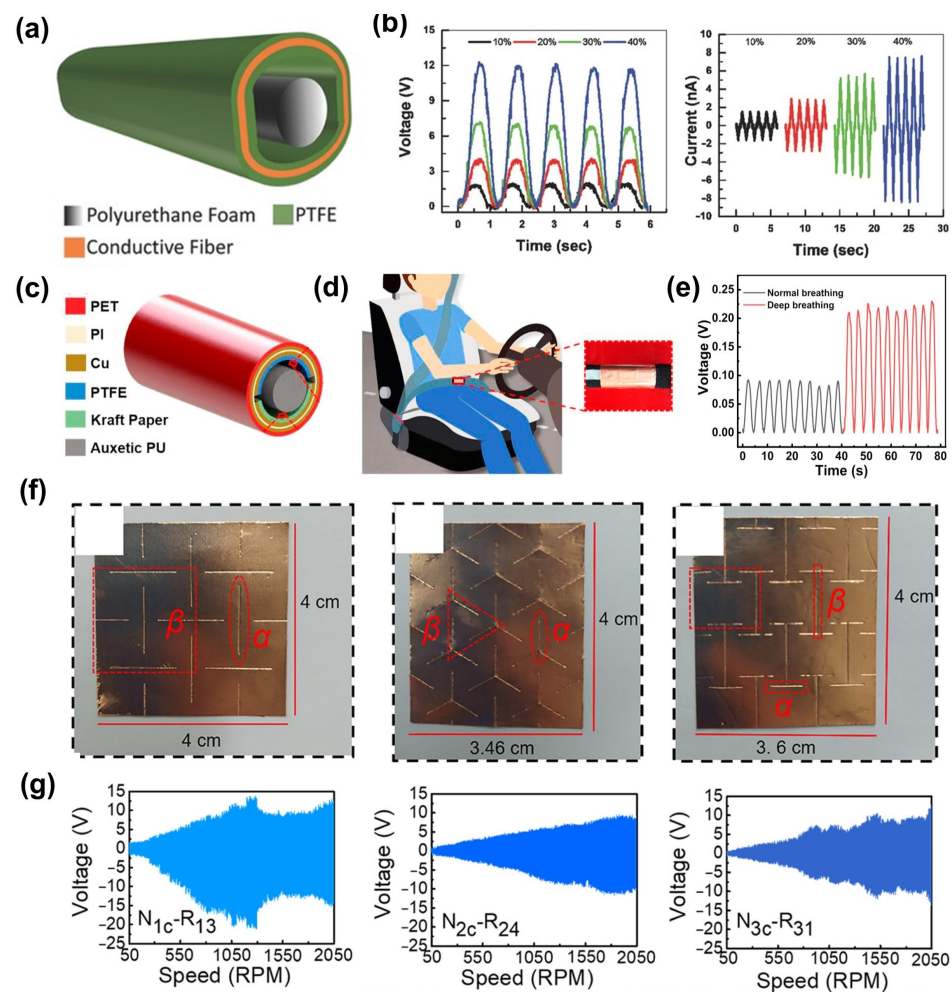 (a)
Polyurethane Foam
PTFE
Conductive Fiber
(b)
10% 20% 30% 40%
15
12
9
6
3
0
Voltage (V)
0 1 2 3 4 5 6
Time (sec)
10% 20% 30% 40%
10
8
6
4
2
0
-2
-4
-6
-8
-10
Current (nA)
0 5 10 15 20 25 30
Time (sec)
(c)
PET
PI
Cu
PTFE
Kraft Paper
Auxetic PU
(d)
(e)
Normal breathing
Deep breathing
0.25
0.20
0.15
0.10
0.05
0.00
Voltage (V)
0 10 20 30 40 50 60 70 80
Time (s)
(f)
β
α
4 cm
4 cm
β
α
4 cm
3.46 cm
β
α
4 cm
3. 6 cm
(g)
15
10
5
0
−5
−10
−15
−20
−25
Voltage (V)
N1c-R13
50 550 1050 1550 2050
Speed (RPM)
15
10
5
0
−5
−10
−15
−20
−25
Voltage (V)
N2c-R24
50 550 1050 1550 2050
Speed (RPM)
15
10
5
0
−5
−10
−15
−20
−25
Voltage (V)
N3c-R31
50 550 1050 1550 2050
Speed (RPM)